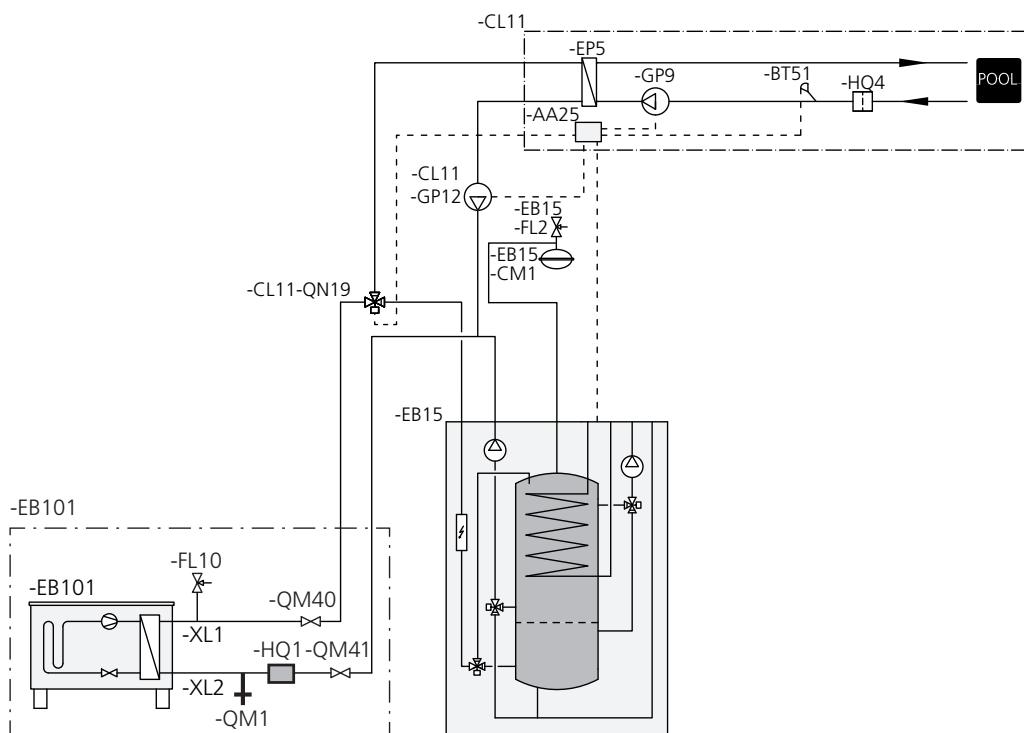 -CL11
-EP5
-GP9
-BT51
-HQ4
POOL
-AA25
-CL11
-GP12
-EB15
-FL2
-EB15
-CM1
-CL11-QN19
-EB15
-EB101
-FL10
-EB101
-QM40
-XL1
-HQ1
-QM41
-XL2
-QM1